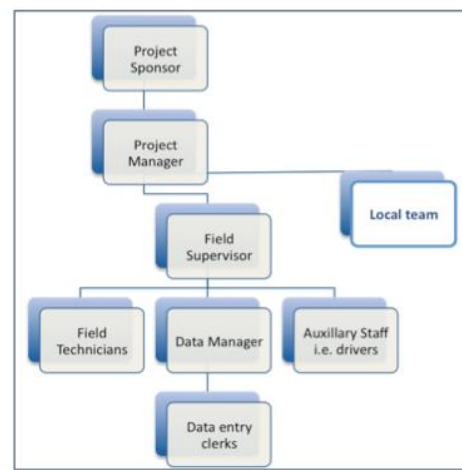 Project
Sponsor
Project
Manager
Local team
Field
Supervisor
Field
Technicians
Data Manager
Auxillary Staff
i.e. drivers
Data entry
clerks